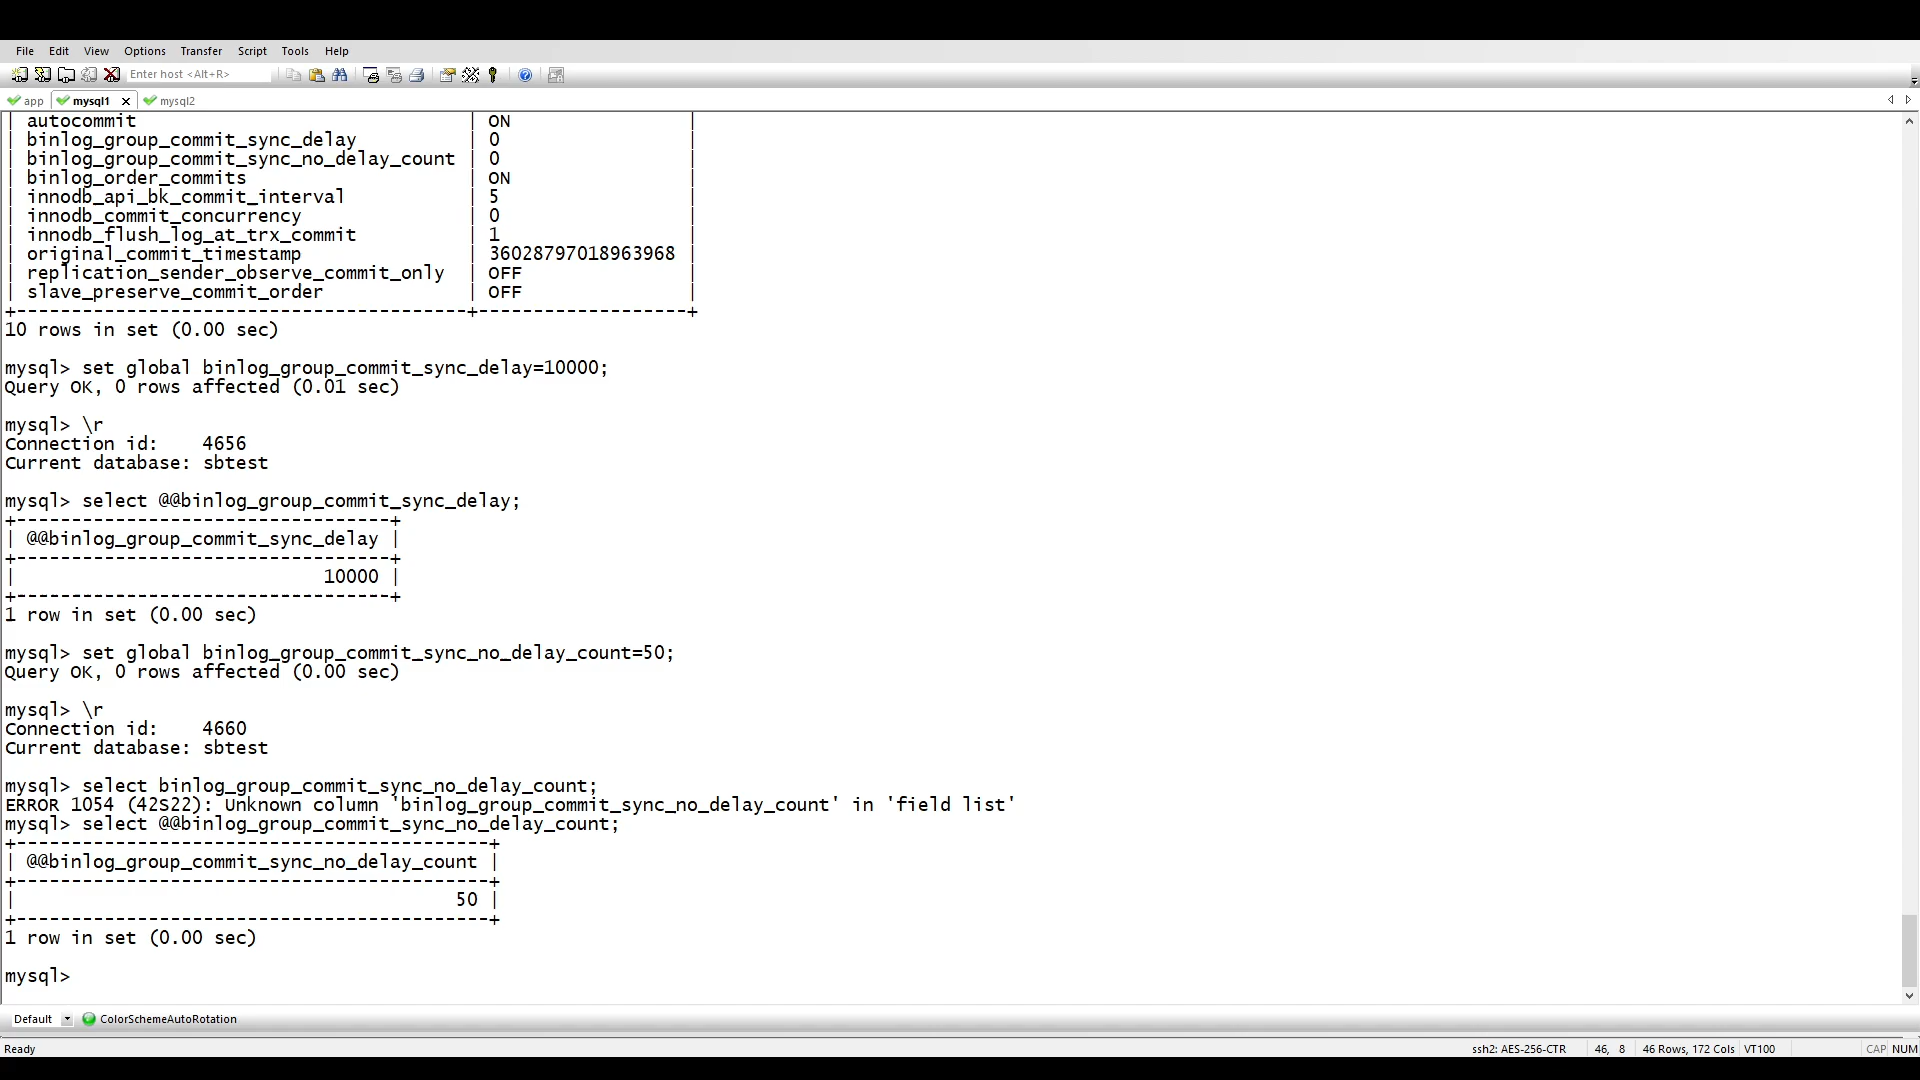 File Edit View Options Transfer Script Tools Help
Enter host <Alt+R>
app mysql1 mysql2
| autocommit | ON |
| binlog_group_commit_sync_delay | 0 |
| binlog_group_commit_sync_no_delay_count | 0 |
| binlog_order_commits | ON |
| innodb_api_bk_commit_interval | 5 |
| innodb_commit_concurrency | 0 |
| innodb_flush_log_at_trx_commit | 1 |
| original_commit_timestamp | 36028797018963968 |
| replication_sender_observe_commit_only | OFF |
| slave_preserve_commit_order | OFF |
+-----------------------------------------+-------------------+
10 rows in set (0.00 sec)
mysql> set global binlog_group_commit_sync_delay=10000;
Query OK, 0 rows affected (0.01 sec)
mysql> \r
Connection id:    4656
Current database: sbtest
mysql> select @@binlog_group_commit_sync_delay;
+----------------------------------+
| @@binlog_group_commit_sync_delay |
+----------------------------------+
|                            10000 |
+----------------------------------+
1 row in set (0.00 sec)
mysql> set global binlog_group_commit_sync_no_delay_count=50;
Query OK, 0 rows affected (0.00 sec)
mysql> \r
Connection id:    4660
Current database: sbtest
mysql> select binlog_group_commit_sync_no_delay_count;
ERROR 1054 (42S22): Unknown column 'binlog_group_commit_sync_no_delay_count' in 'field list'
mysql> select @@binlog_group_commit_sync_no_delay_count;
+-------------------------------------------+
| @@binlog_group_commit_sync_no_delay_count |
+-------------------------------------------+
|                                        50 |
+-------------------------------------------+
1 row in set (0.00 sec)
mysql>
Default ColorSchemeAutoRotation
Ready ssh2: AES-256-CTR 46, 8 46 Rows, 172 Cols VT100 CAP NUM